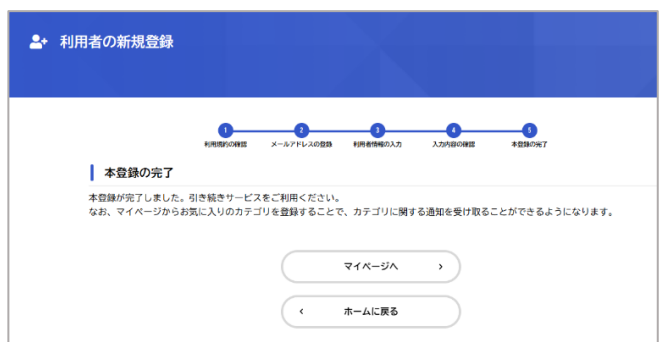 利用者の新規登録
1 2 3 4 5
利用規約の確認 メールアドレスの登録 利用者情報の入力 入力内容の確認 本登録の完了
本登録の完了
本登録が完了しました。引き続きサービスをご利用ください。
なお、マイページからお気に入りのカテゴリを登録することで、カテゴリに関する通知を受け取ることができるようになります。
マイページへ ›
‹ ホームに戻る